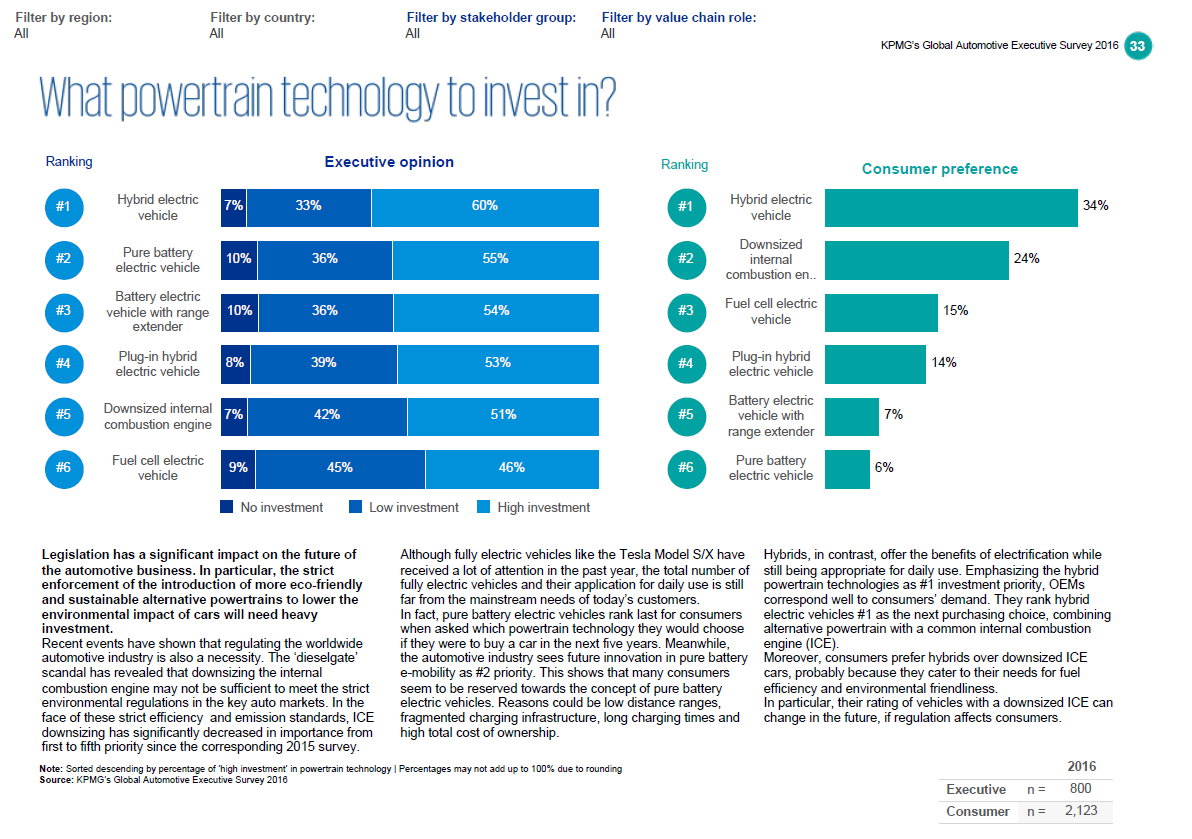 Filter by region:
All
Filter by country:
All
Filter by stakeholder group:
All
Filter by value chain role:
All
KPMG's Global Automotive Executive Survey 2016 33
What powertrain technology to invest in?
Ranking
Executive opinion
#1
Hybrid electric
vehicle
7% 33% 60%
#2
Pure battery
electric vehicle
10% 36% 55%
#3
Battery electric
vehicle with range
extender
10% 36% 54%
#4
Plug-in hybrid
electric vehicle
8% 39% 53%
#5
Downsized internal
combustion engine
7% 42% 51%
#6
Fuel cell electric
vehicle
9% 45% 46%
No investment Low investment High investment
Ranking
Consumer preference
#1
Hybrid electric
vehicle
34%
#2
Downsized
internal
combustion en..
24%
#3
Fuel cell electric
vehicle
15%
#4
Plug-in hybrid
electric vehicle
14%
#5
Battery electric
vehicle with
range extender
7%
#6
Pure battery
electric vehicle
6%
Legislation has a significant impact on the future of
the automotive business. In particular, the strict
enforcement of the introduction of more eco-friendly
and sustainable alternative powertrains to lower the
environmental impact of cars will need heavy
investment.
Recent events have shown that regulating the worldwide
automotive industry is also a necessity. The ‘dieselgate’
scandal has revealed that downsizing the internal
combustion engine may not be sufficient to meet the strict
environmental regulations in the key auto markets. In the
face of these strict efficiency and emission standards, ICE
downsizing has significantly decreased in importance from
first to fifth priority since the corresponding 2015 survey.
Although fully electric vehicles like the Tesla Model S/X have
received a lot of attention in the past year, the total number of
fully electric vehicles and their application for daily use is still
far from the mainstream needs of today’s customers.
In fact, pure battery electric vehicles rank last for consumers
when asked which powertrain technology they would choose
if they were to buy a car in the next five years. Meanwhile,
the automotive industry sees future innovation in pure battery
e-mobility as #2 priority. This shows that many consumers
seem to be reserved towards the concept of pure battery
electric vehicles. Reasons could be low distance ranges,
fragmented charging infrastructure, long charging times and
high total cost of ownership.
Hybrids, in contrast, offer the benefits of electrification while
still being appropriate for daily use. Emphasizing the hybrid
powertrain technologies as #1 investment priority, OEMs
correspond well to consumers’ demand. They rank hybrid
electric vehicles #1 as the next purchasing choice, combining
alternative powertrain with a common internal combustion
engine (ICE).
Moreover, consumers prefer hybrids over downsized ICE
cars, probably because they cater to their needs for fuel
efficiency and environmental friendliness.
In particular, their rating of vehicles with a downsized ICE can
change in the future, if regulation affects consumers.
Note: Sorted descending by percentage of 'high investment' in powertrain technology | Percentages may not add up to 100% due to rounding
Source: KPMG's Global Automotive Executive Survey 2016
2016
Executive n = 800
Consumer n = 2,123